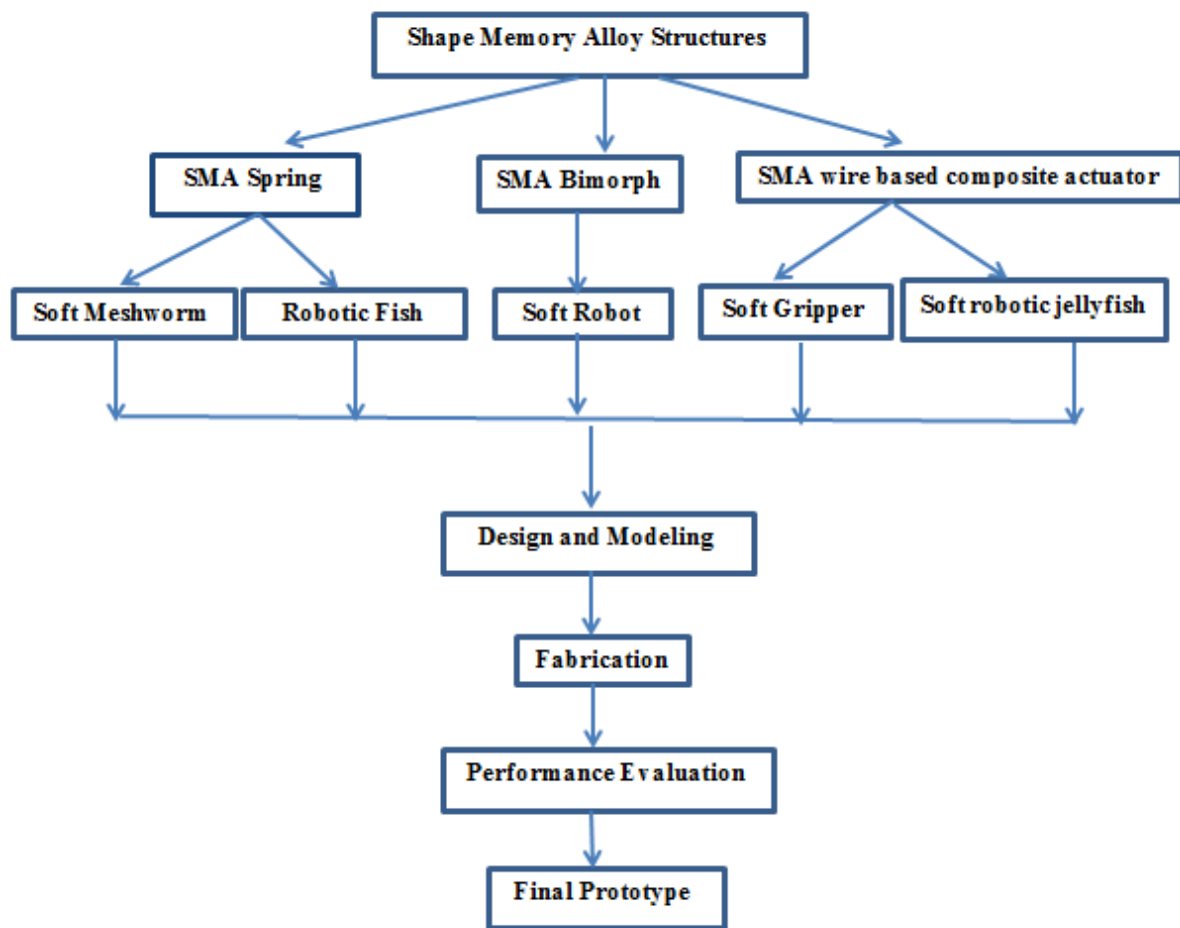 Shape Memory Alloy Structures
SMA Spring
SMA Bimorph
SMA wire based composite actuator
Soft Meshworm
Robotic Fish
Soft Robot
Soft Gripper
Soft robotic jellyfish
Design and Modeling
Fabrication
Performance Evaluation
Final Prototype